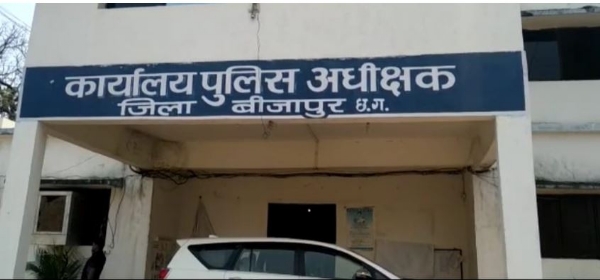 कार्यालय पुलिस अधीक्षक
जिला बीजापुर छ.ग.